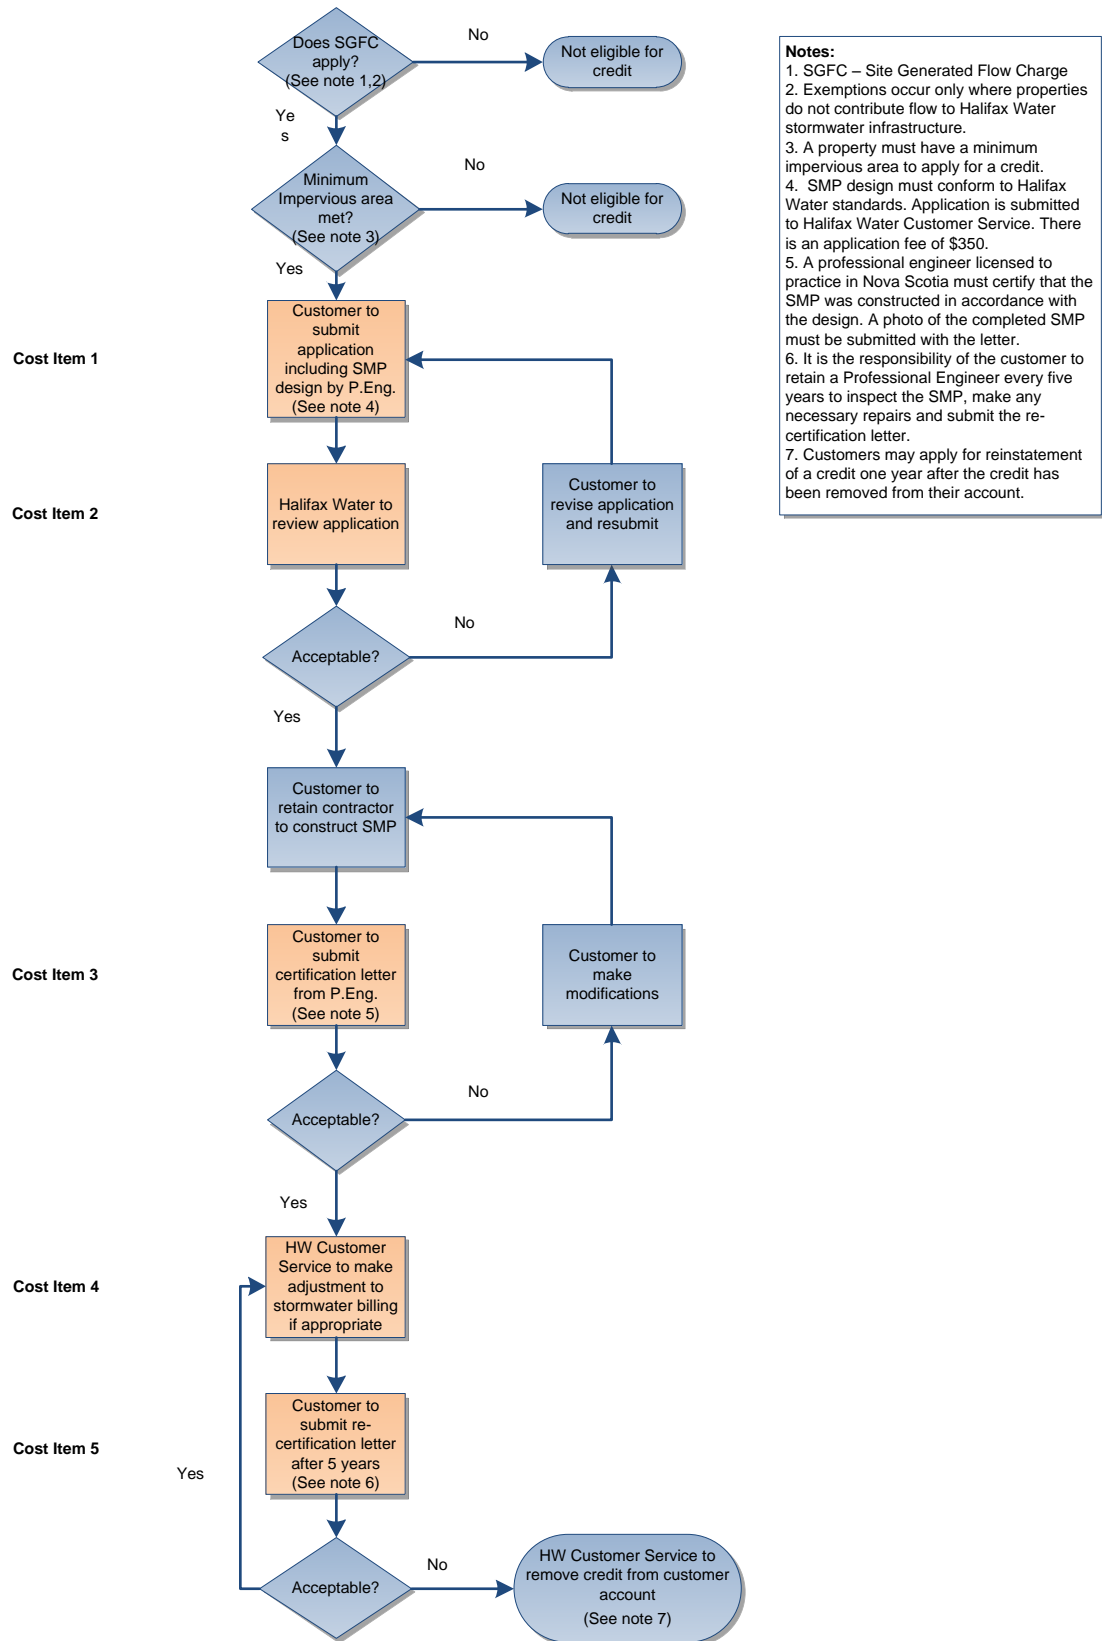 Does SGFC
apply?
(See note 1,2)
No
Not eligible for
credit
Ye
s
Minimum
Impervious area
met?
(See note 3)
No
Not eligible for
credit
Yes
Cost Item 1
Customer to
submit
application
including SMP
design by P.Eng.
(See note 4)
Cost Item 2
Halifax Water to
review application
Customer to
revise application
and resubmit
Acceptable?
No
Yes
Customer to
retain contractor
to construct SMP
Cost Item 3
Customer to
submit
certification letter
from P.Eng.
(See note 5)
Customer to
make
modifications
Acceptable?
No
Yes
Cost Item 4
HW Customer
Service to make
adjustment to
stormwater billing
if appropriate
Cost Item 5
Customer to
submit re-
certification letter
after 5 years
(See note 6)
Yes
Acceptable?
No
HW Customer Service to
remove credit from customer
account
(See note 7)
Notes:
1. SGFC – Site Generated Flow Charge
2. Exemptions occur only where properties
do not contribute flow to Halifax Water
stormwater infrastructure.
3. A property must have a minimum
impervious area to apply for a credit.
4. SMP design must conform to Halifax
Water standards. Application is submitted
to Halifax Water Customer Service. There
is an application fee of $350.
5. A professional engineer licensed to
practice in Nova Scotia must certify that the
SMP was constructed in accordance with
the design. A photo of the completed SMP
must be submitted with the letter.
6. It is the responsibility of the customer to
retain a Professional Engineer every five
years to inspect the SMP, make any
necessary repairs and submit the re-
certification letter.
7. Customers may apply for reinstatement
of a credit one year after the credit has
been removed from their account.